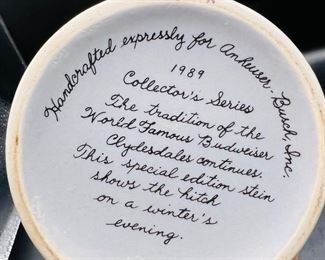 Handcrafted expressly for Anheuser-Busch Inc.
1989
Collector's Series
The tradition of the
World Famous Budweiser
Clydesdales continues.
This special edition stein
shows the hitch
on a winter's
evening.